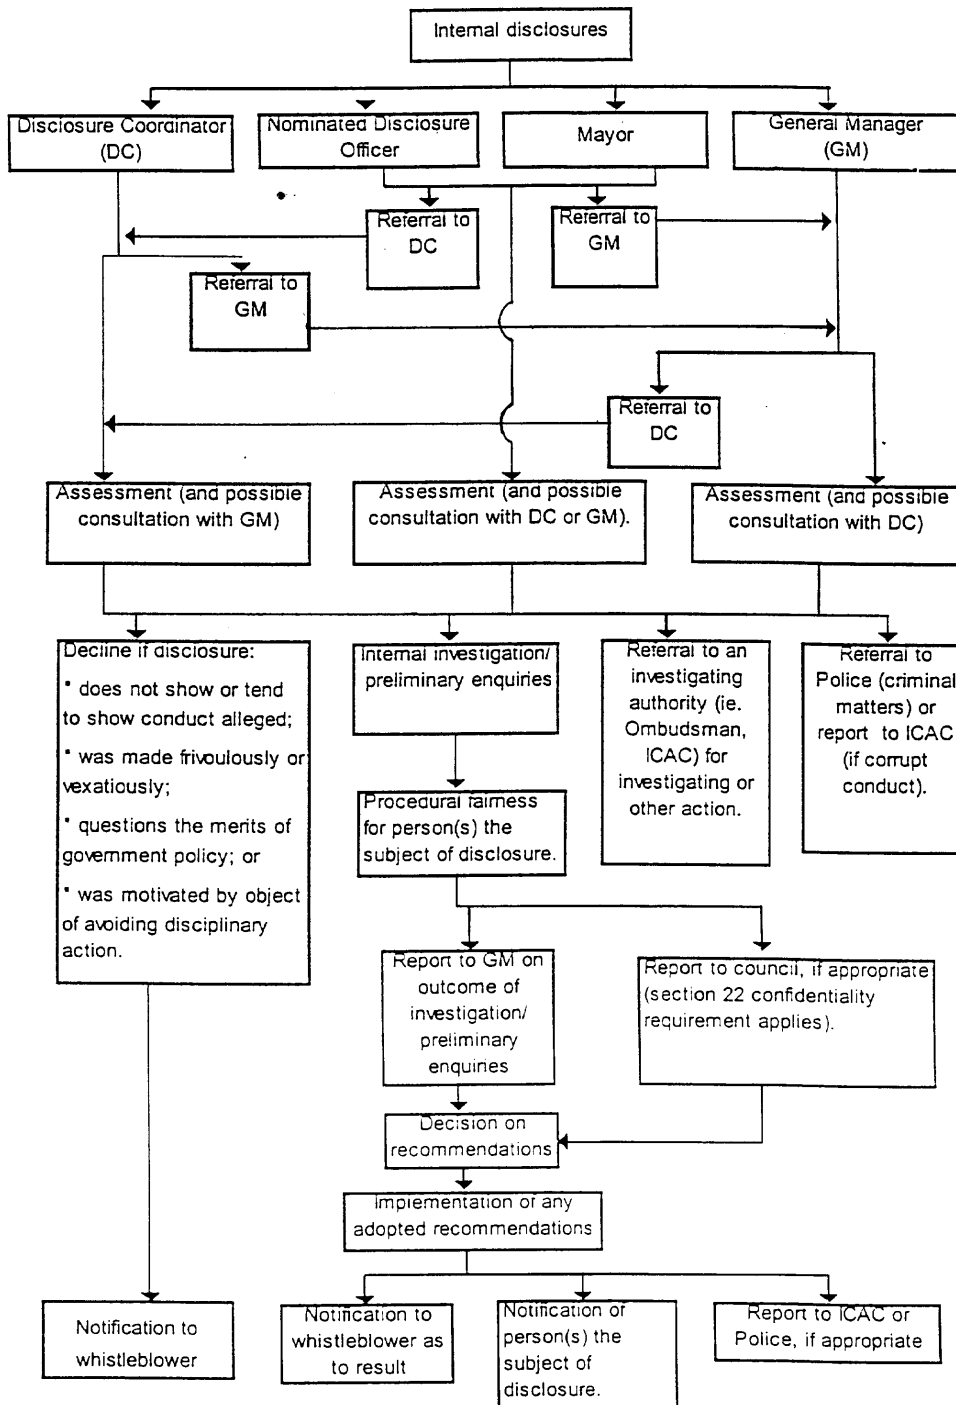 Internal disclosures
Disclosure Coordinator
(DC)
Nominated Disclosure
Officer
Mayor
General Manager
(GM)
Referral to
DC
Referral to
GM
Referral to
GM
Referral to
DC
Assessment (and possible
consultation with GM)
Assessment (and possible
consultation with DC or GM).
Assessment (and possible
consultation with DC)
Decline if disclosure:
" does not show or tend
to show conduct alleged;
" was made frivoulously or
vexatiously;
" questions the merits of
government policy; or
" was motivated by object
of avoiding disciplinary
action.
Internal investigation/
preliminary enquiries
Referral to an
investigating
authority (ie.
Ombudsman,
ICAC) for
investigating or
other action.
Referral to
Police (criminal
matters) or
report to ICAC
(if corrupt
conduct).
Procedural fairness
for person(s) the
subject of disclosure.
Report to GM on
outcome of
investigation/
preliminary
enquiries
Report to council, if appropriate
(section 22 confidentiality
requirement applies).
Decision on
recommendations
Implementation of any
adopted recommendations
Notification to
whistleblower
Notification to
whistleblower as
to result
Notification of
person(s) the
subject of
disclosure.
Report to ICAC or
Police, if appropriate